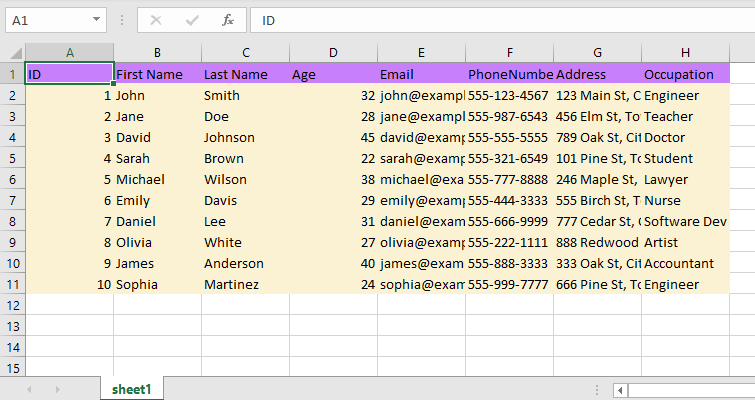 A1 fx ID
A B C D E F G H
1 ID First Name Last Name Age Email PhoneNumbe Address Occupation
2 1 John Smith 32 john@exampl 555-123-4567 123 Main St, C Engineer
3 2 Jane Doe 28 jane@examp 555-987-6543 456 Elm St, To Teacher
4 3 David Johnson 45 david@examp 555-555-5555 789 Oak St, Cit Doctor
5 4 Sarah Brown 22 sarah@examp 555-321-6549 101 Pine St, To Student
6 5 Michael Wilson 38 michael@exa 555-777-8888 246 Maple St, Lawyer
7 6 Emily Davis 29 emily@examp 555-444-3333 555 Birch St, T Nurse
8 7 Daniel Lee 31 daniel@exam 555-666-9999 777 Cedar St, Software Dev
9 8 Olivia White 27 olivia@examp 555-222-1111 888 Redwood Artist
10 9 James Anderson 40 james@exam 555-888-3333 333 Oak St, Cit Accountant
11 10 Sophia Martinez 24 sophia@exam 555-999-7777 666 Pine St, To Engineer
12
13
14
15
sheet1